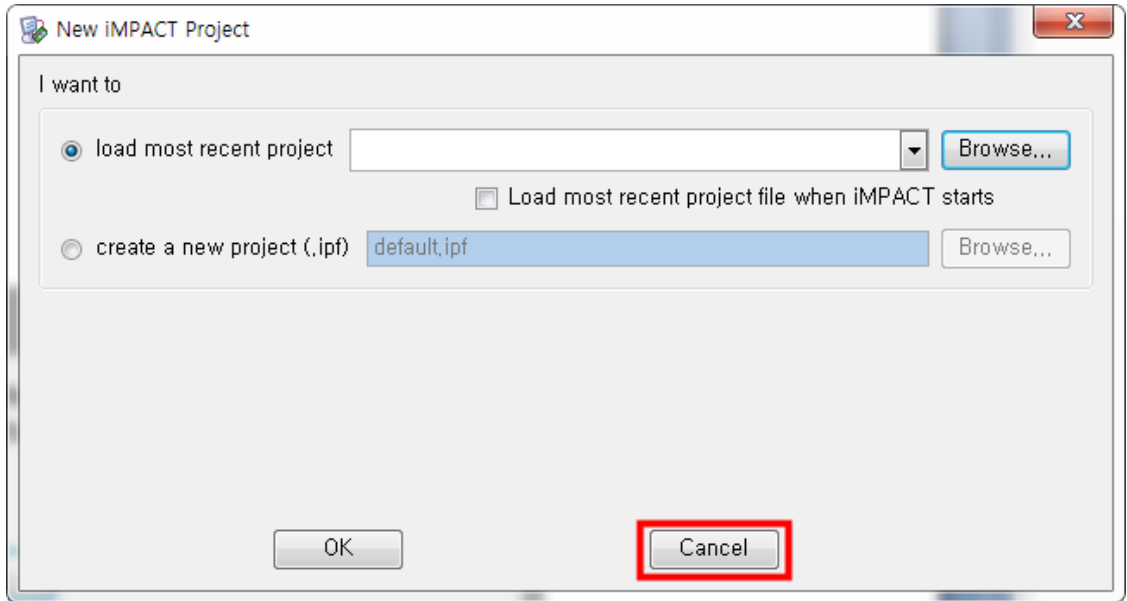 New iMPACT Project
I want to
load most recent project
Browse...
Load most recent project file when iMPACT starts
create a new project (.ipf)
default.ipf
Browse...
OK
Cancel